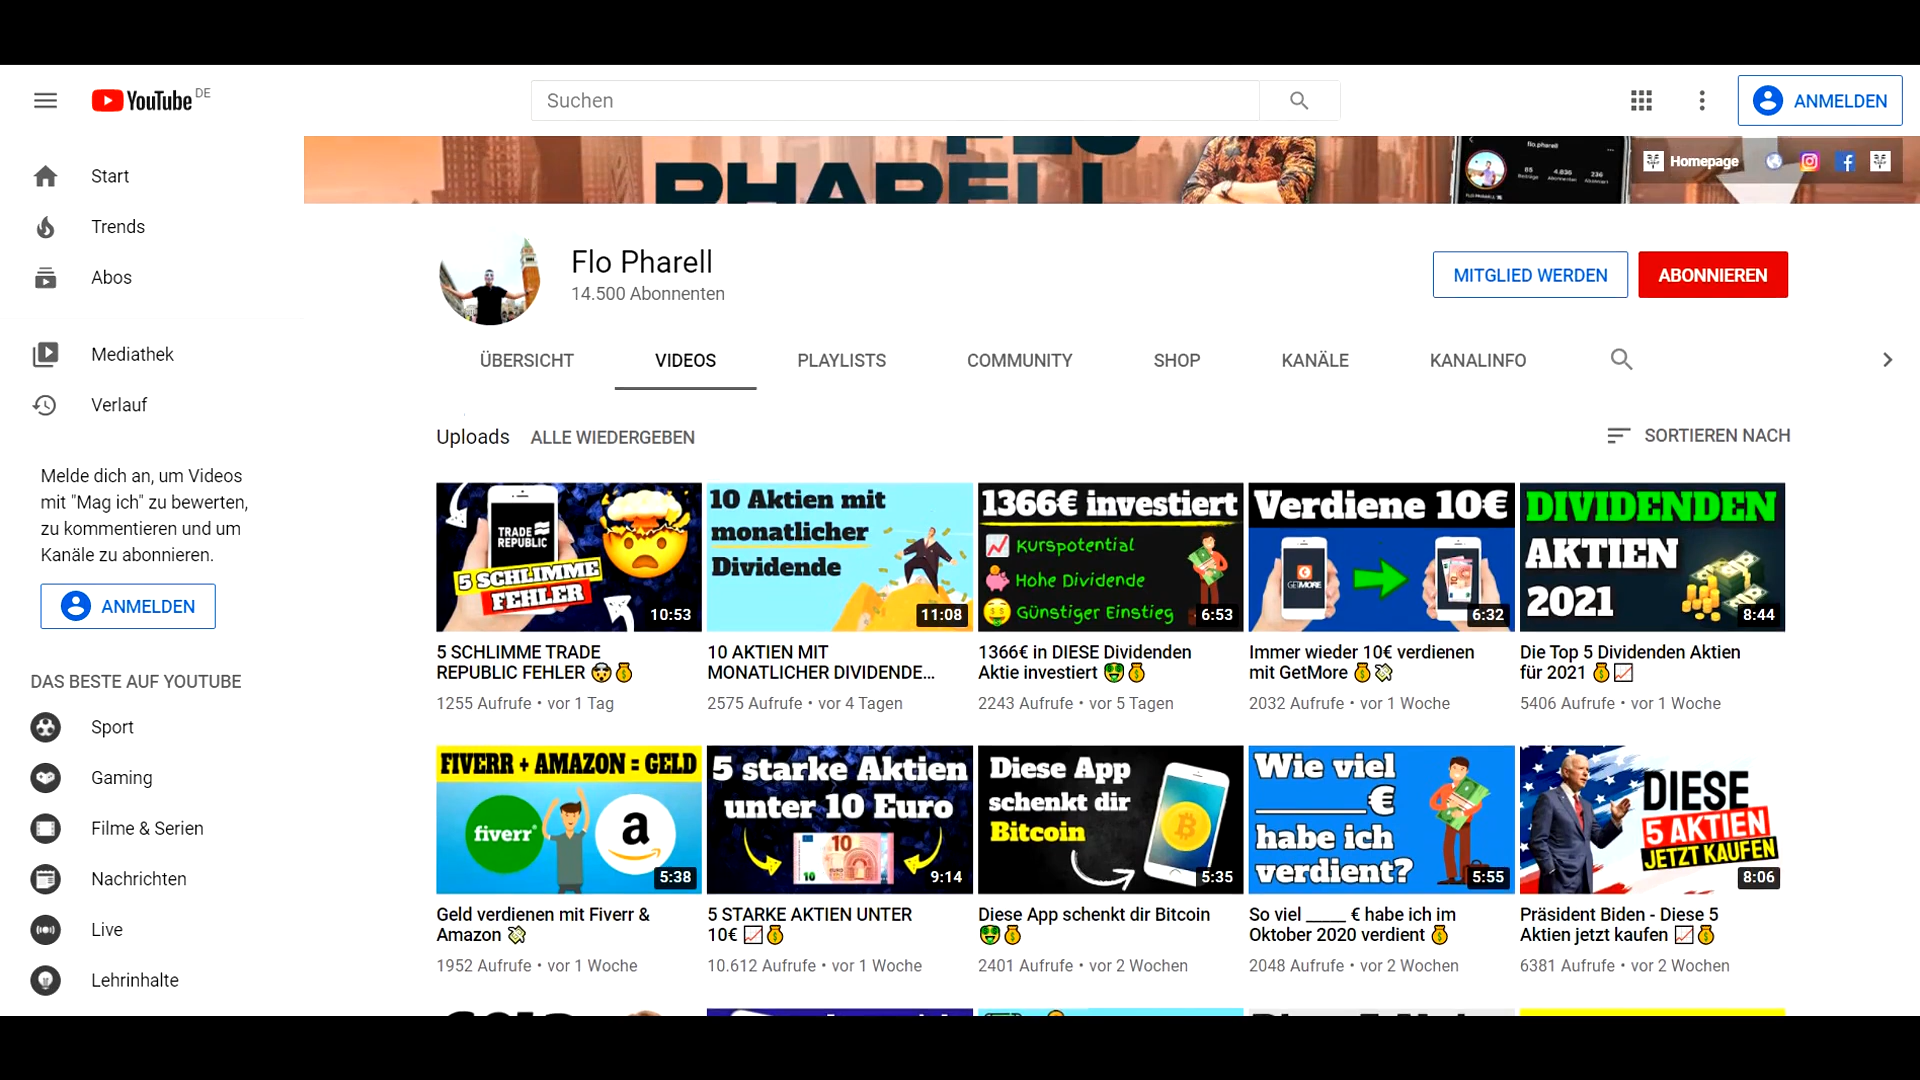 YouTube DE
Suchen
ANMELDEN
Start
Trends
Abos
Mediathek
Verlauf
Melde dich an, um Videos
mit "Mag ich" zu bewerten,
zu kommentieren und um
Kanäle zu abonnieren.
ANMELDEN
DAS BESTE AUF YOUTUBE
Sport
Gaming
Filme & Serien
Nachrichten
Live
Lehrinhalte
PHARELL
flo.pharell
Homepage
Flo Pharell
14.500 Abonnenten
MITGLIED WERDEN
ABONNIEREN
ÜBERSICHT
VIDEOS
PLAYLISTS
COMMUNITY
SHOP
KANÄLE
KANALINFO
Uploads
ALLE WIEDERGEBEN
SORTIEREN NACH
TRADE
REPUBLIC
5 SCHLIMME
FEHLER
10:53
5 SCHLIMME TRADE
REPUBLIC FEHLER 🤯💰
1255 Aufrufe • vor 1 Tag
10 Aktien mit
monatlicher
Dividende
11:08
10 AKTIEN MIT
MONATLICHER DIVIDENDE...
2575 Aufrufe • vor 4 Tagen
1366€ investiert
Kurspotential
Hohe Dividende
Günstiger Einstieg
6:53
1366€ in DIESE Dividenden
Aktie investiert 🤑💰
2243 Aufrufe • vor 5 Tagen
Verdiene 10€
GETMORE
6:32
Immer wieder 10€ verdienen
mit GetMore 💰💸
2032 Aufrufe • vor 1 Woche
DIVIDENDEN
AKTIEN
2021
8:44
Die Top 5 Dividenden Aktien
für 2021 💰📈
5406 Aufrufe • vor 1 Woche
FIVERR + AMAZON = GELD
fiverr
a
5:38
Geld verdienen mit Fiverr &
Amazon 💸
1952 Aufrufe • vor 1 Woche
5 starke Aktien
unter 10 Euro
10
10
9:14
5 STARKE AKTIEN UNTER
10€ 📈💰
10.612 Aufrufe • vor 1 Woche
Diese App
schenkt dir
Bitcoin
5:35
Diese App schenkt dir Bitcoin
🤑💰
2401 Aufrufe • vor 2 Wochen
Wie viel
______€
habe ich
verdient?
5:55
So viel _____ € habe ich im
Oktober 2020 verdient 💰
2048 Aufrufe • vor 2 Wochen
DIESE
5 AKTIEN
JETZT KAUFEN
8:06
Präsident Biden - Diese 5
Aktien jetzt kaufen 📈💰
6381 Aufrufe • vor 2 Wochen